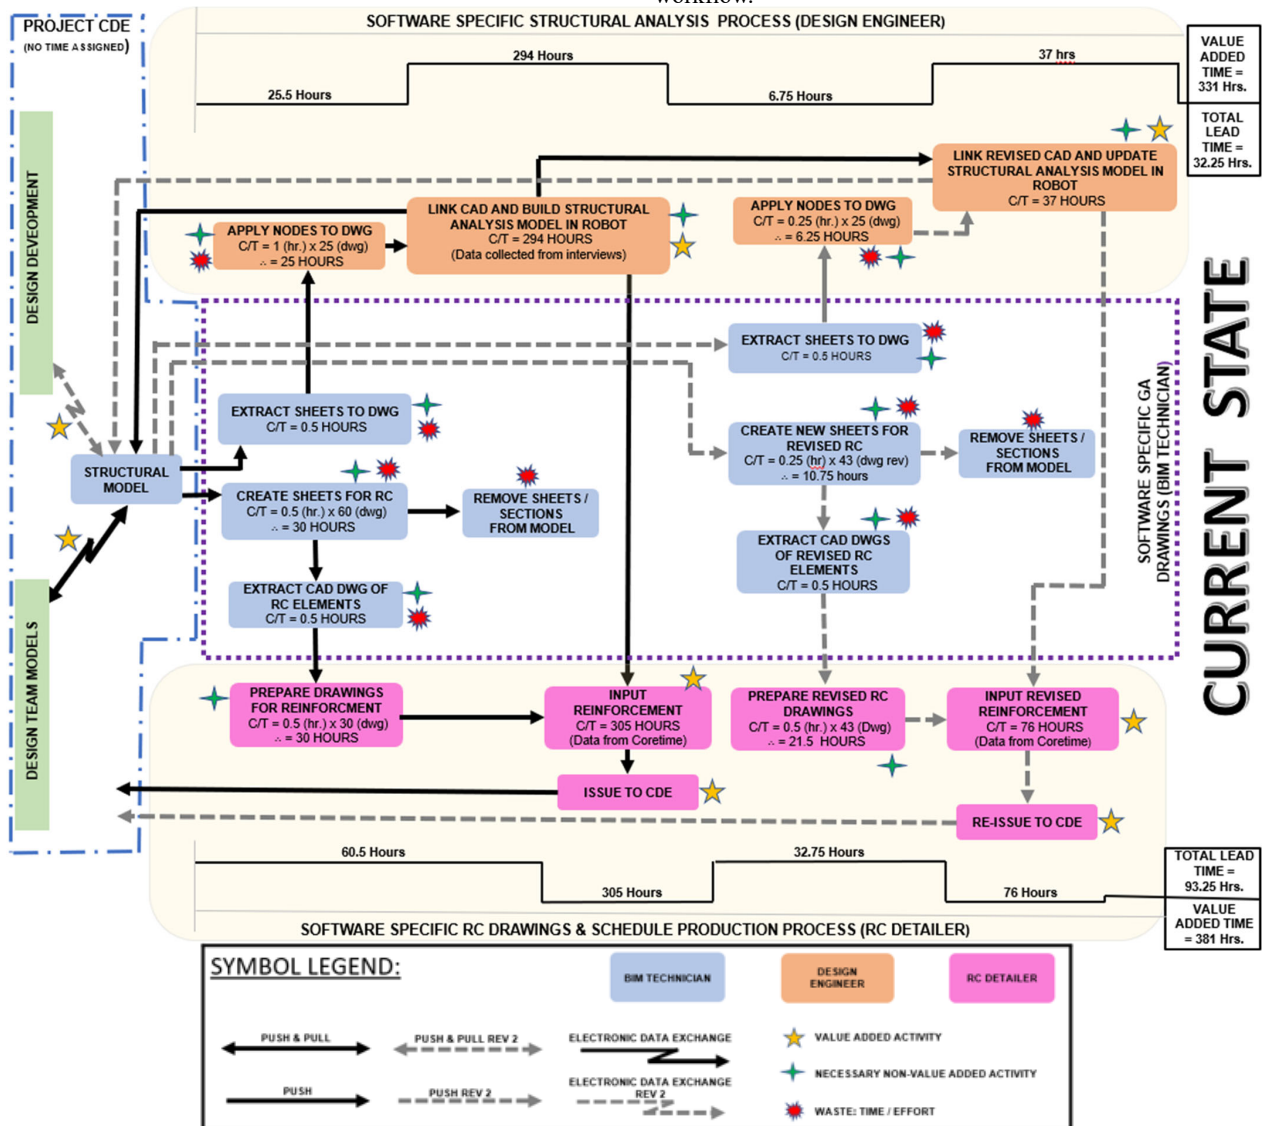 workflow.
PROJECT CDE
(NO TIME ASSIGNED)
SOFTWARE SPECIFIC STRUCTURAL ANALYSIS PROCESS (DESIGN ENGINEER)
25.5 Hours
294 Hours
6.75 Hours
37 hrs
VALUE
ADDED
TIME =
331 Hrs.
TOTAL
LEAD
TIME =
32.25 Hrs.
DESIGN DEVEOPMENT
LINK REVISED CAD AND UPDATE
STRUCTURAL ANALYSIS MODEL IN
ROBOT
C/T = 37 HOURS
APPLY NODES TO DWG
C/T = 1 (hr.) x 25 (dwg)
∴ = 25 HOURS
LINK CAD AND BUILD STRUCTURAL
ANALYSIS MODEL IN ROBOT
C/T = 294 HOURS
(Data collected from interviews)
APPLY NODES TO DWG
C/T = 0.25 (hr.) x 25 (dwg)
∴ = 6.25 HOURS
EXTRACT SHEETS TO DWG
C/T = 0.5 HOURS
EXTRACT SHEETS TO DWG
C/T = 0.5 HOURS
STRUCTURAL
MODEL
CREATE SHEETS FOR RC
C/T = 0.5 (hr.) x 60 (dwg)
∴ = 30 HOURS
REMOVE SHEETS /
SECTIONS
FROM MODEL
CREATE NEW SHEETS FOR
REVISED RC
C/T = 0.25 (hr) x 43 (dwg rev)
∴ = 10.75 hours
REMOVE SHEETS /
SECTIONS
FROM MODEL
EXTRACT CAD DWG OF
RC ELEMENTS
C/T = 0.5 HOURS
EXTRACT CAD DWGS
OF REVISED RC
ELEMENTS
C/T = 0.5 HOURS
SOFTWARE SPECIFIC GA
DRAWINGS (BIM TECHNICIAN)
CURRENT STATE
DESIGN TEAM MODELS
PREPARE DRAWINGS
FOR REINFORCMENT
C/T = 0.5 (hr.) x 30 (dwg)
∴ = 30 HOURS
INPUT
REINFORCEMENT
C/T = 305 HOURS
(Data from Coretime)
PREPARE REVISED RC
DRAWINGS
C/T = 0.5 (hr.) x 43 (Dwg)
∴ = 21.5 HOURS
INPUT REVISED
REINFORCEMENT
C/T = 76 HOURS
(Data from Coretime)
ISSUE TO CDE
RE-ISSUE TO CDE
60.5 Hours
305 Hours
32.75 Hours
76 Hours
TOTAL LEAD
TIME =
93.25 Hrs.
VALUE
ADDED TIME
= 381 Hrs.
SOFTWARE SPECIFIC RC DRAWINGS & SCHEDULE PRODUCTION PROCESS (RC DETAILER)
SYMBOL LEGEND:
BIM TECHNICIAN
DESIGN
ENGINEER
RC DETAILER
PUSH & PULL
PUSH & PULL REV 2
ELECTRONIC DATA EXCHANGE
VALUE ADDED ACTIVITY
NECESSARY NON-VALUE ADDED ACTIVITY
PUSH
PUSH REV 2
ELECTRONIC DATA EXCHANGE
REV 2
WASTE: TIME / EFFORT